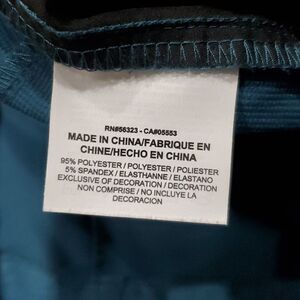 RN#56323 - CA#05553
MADE IN CHINA/FABRIQUE EN
CHINE/HECHO EN CHINA
95% POLYESTER / POLYESTER / POLIESTER
5% SPANDEX / ELASTHANNE / ELASTANO
EXCLUSIVE OF DECORATION / DECORATION
NON COMPRISE / NO INCLUYE LA
DECORACION